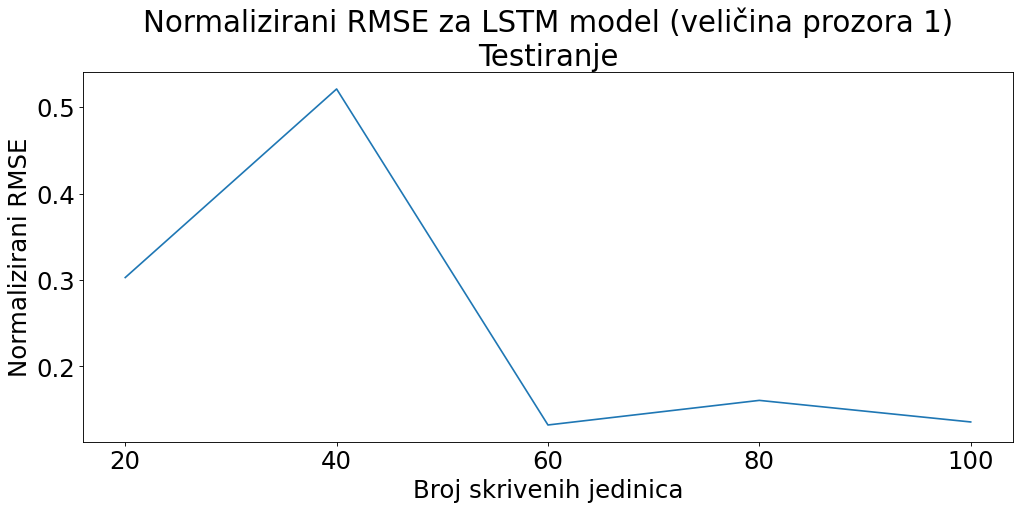 Normalizirani RMSE za LSTM model (veličina prozora 1)
Testiranje
Normalizirani RMSE
0.5
0.4
0.3
0.2
20 40 60 80 100
Broj skrivenih jedinica